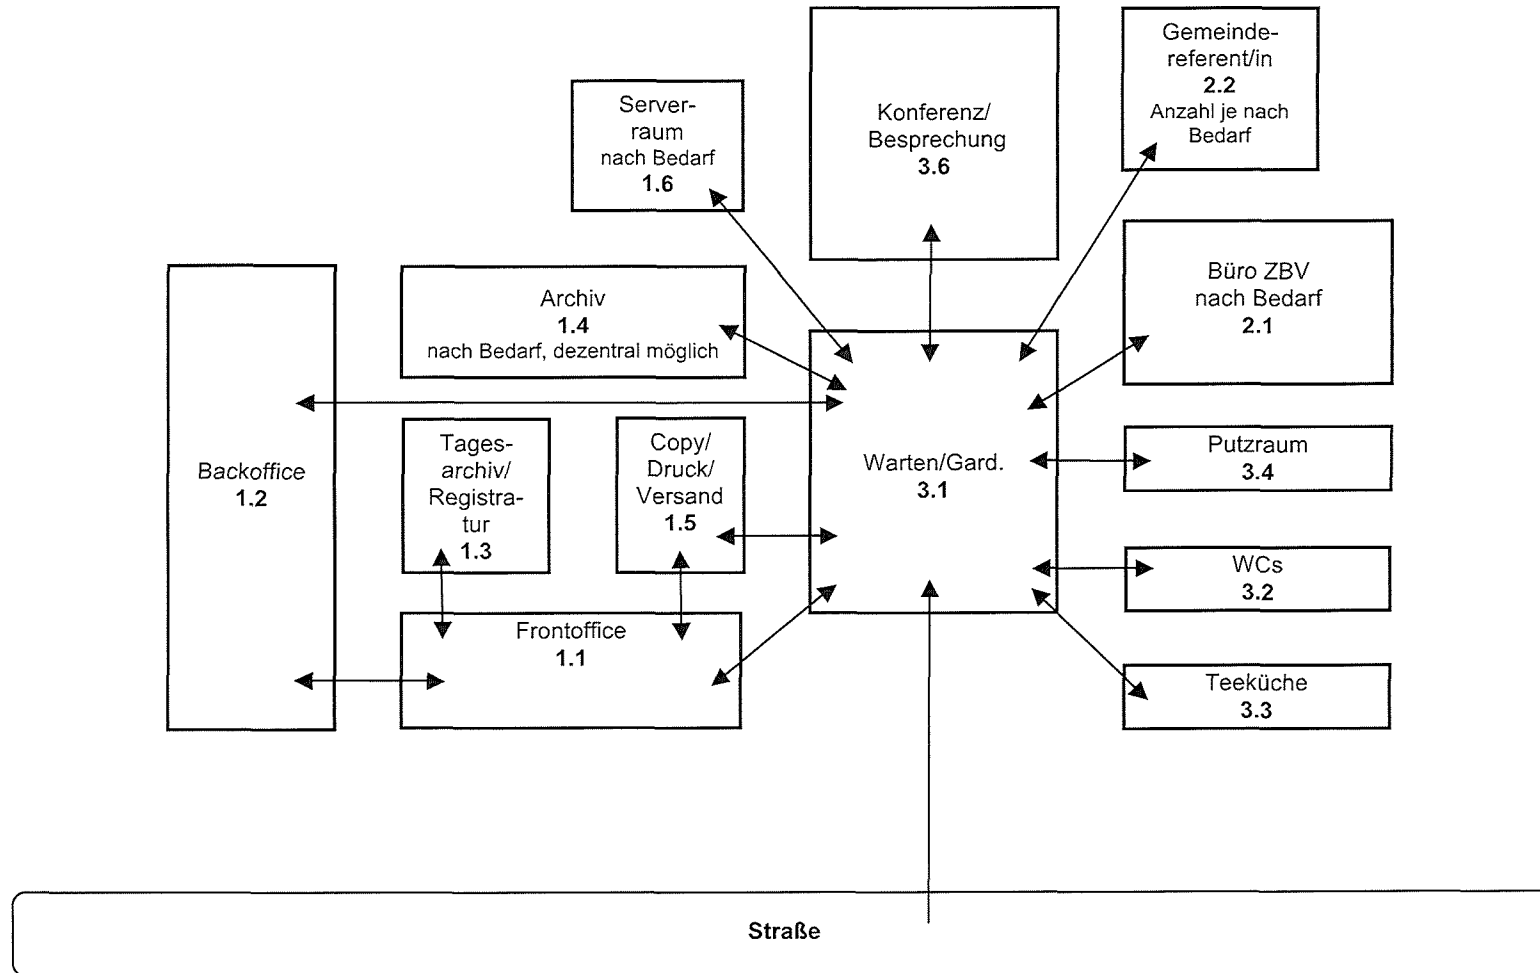 Gemeinde-
referent/in
2.2
Anzahl je nach
Bedarf
Server-
raum
nach Bedarf
1.6
Konferenz/
Besprechung
3.6
Büro ZBV
nach Bedarf
2.1
Archiv
1.4
nach Bedarf, dezentral möglich
Backoffice
1.2
Tages-
archiv/
Registra-
tur
1.3
Copy/
Druck/
Versand
1.5
Warten/Gard.
3.1
Putzraum
3.4
WCs
3.2
Frontoffice
1.1
Teeküche
3.3
Straße